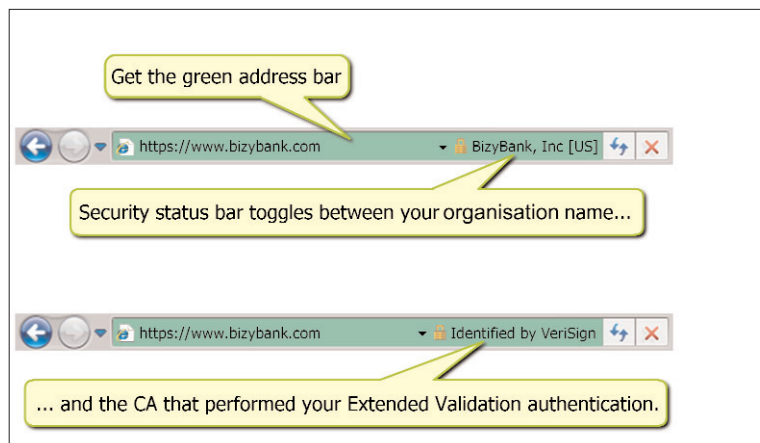 Get the green address bar
https://www.bizybank.com
BizyBank, Inc [US]
Security status bar toggles between your organisation name...
https://www.bizybank.com
Identified by VeriSign
... and the CA that performed your Extended Validation authentication.